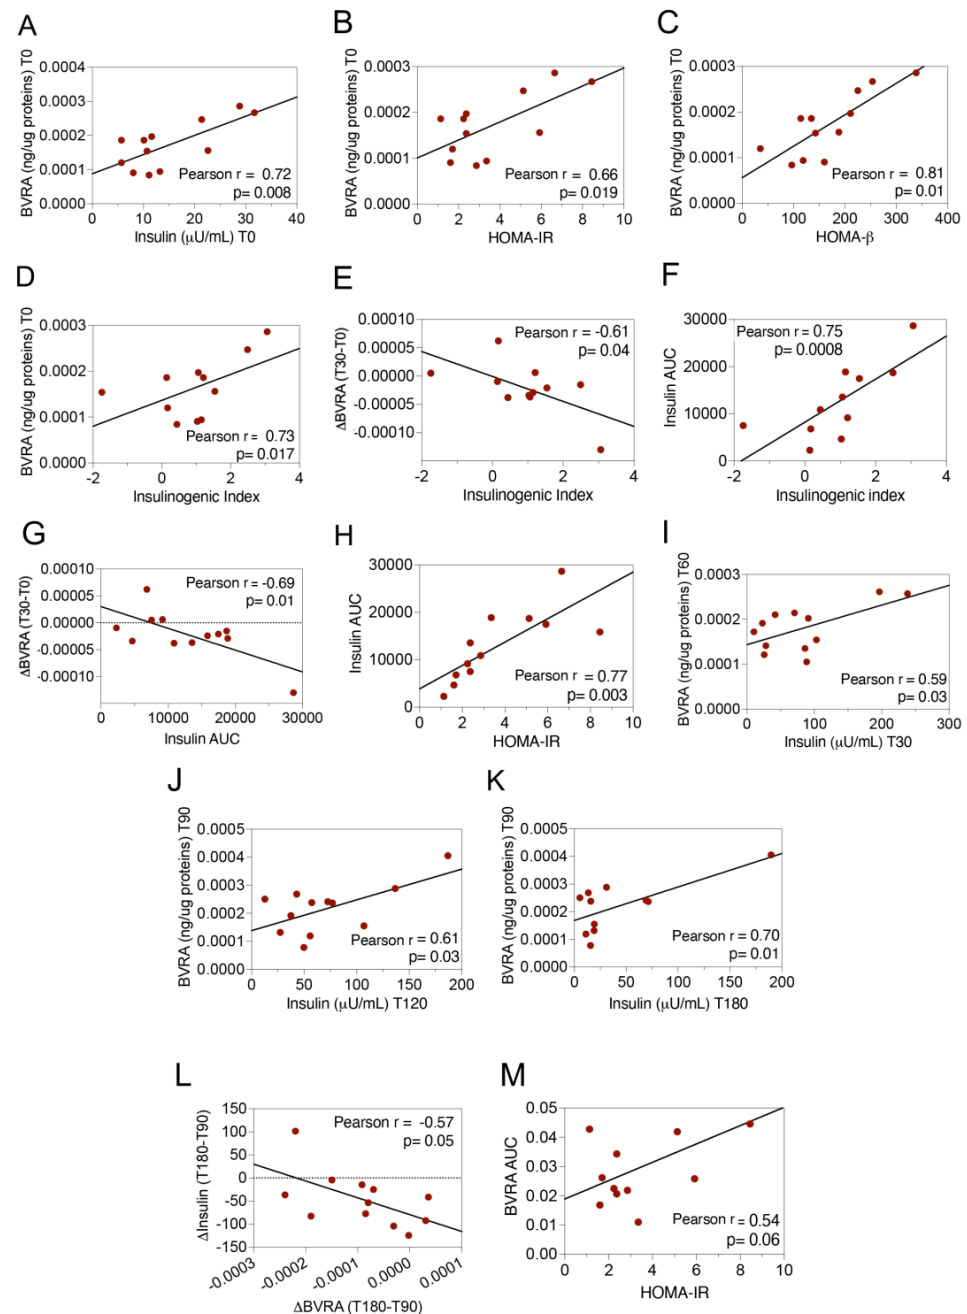 A
BVRA (ng/ug proteins) T0
0.0004
0.0003
0.0002
0.0001
0.0000
Pearson r = 0.72
p= 0.008
0 10 20 30 40
Insulin (μU/mL) T0
B
BVRA (ng/ug proteins) T0
0.0003
0.0002
0.0001
0.0000
Pearson r = 0.66
p= 0.019
0 2 4 6 8 10
HOMA-IR
C
BVRA (ng/ug proteins) T0
0.0003
0.0002
0.0001
0.0000
Pearson r = 0.81
p= 0.01
0 100 200 300 400
HOMA-β
D
BVRA (ng/ug proteins) T0
0.0003
0.0002
0.0001
0.0000
Pearson r = 0.73
p= 0.017
-2 0 2 4
Insulinogenic Index
E
ΔBVRA (T30-T0)
0.00010
0.00005
0.00000
-0.00005
-0.00010
Pearson r = -0.61
p= 0.04
-2 0 2 4
Insulinogenic Index
F
Insulin AUC
30000
20000
10000
0
Pearson r = 0.75
p= 0.0008
-2 0 2 4
Insulinogenic index
G
ΔBVRA (T30-T0)
0.00010
0.00005
0.00000
-0.00005
-0.00010
Pearson r = -0.69
p= 0.01
0 10000 20000 30000
Insulin AUC
H
Insulin AUC
30000
20000
10000
0
Pearson r = 0.77
p= 0.003
0 2 4 6 8 10
HOMA-IR
I
BVRA (ng/ug proteins) T60
0.0003
0.0002
0.0001
0.0000
Pearson r = 0.59
p= 0.03
0 100 200 300
Insulin (μU/mL) T30
J
BVRA (ng/ug proteins) T90
0.0005
0.0004
0.0003
0.0002
0.0001
0.0000
Pearson r = 0.61
p= 0.03
0 50 100 150 200
Insulin (μU/mL) T120
K
BVRA (ng/ug proteins) T90
0.0005
0.0004
0.0003
0.0002
0.0001
0.0000
Pearson r = 0.70
p= 0.01
0 50 100 150 200
Insulin (μU/mL) T180
L
ΔInsulin (T180-T90)
150
100
50
0
-50
-100
-150
Pearson r = -0.57
p= 0.05
-0.0003 -0.0002 -0.0001 0.0000 0.0001
ΔBVRA (T180-T90)
M
BVRA AUC
0.05
0.04
0.03
0.02
0.01
0.00
Pearson r = 0.54
p= 0.06
0 2 4 6 8 10
HOMA-IR